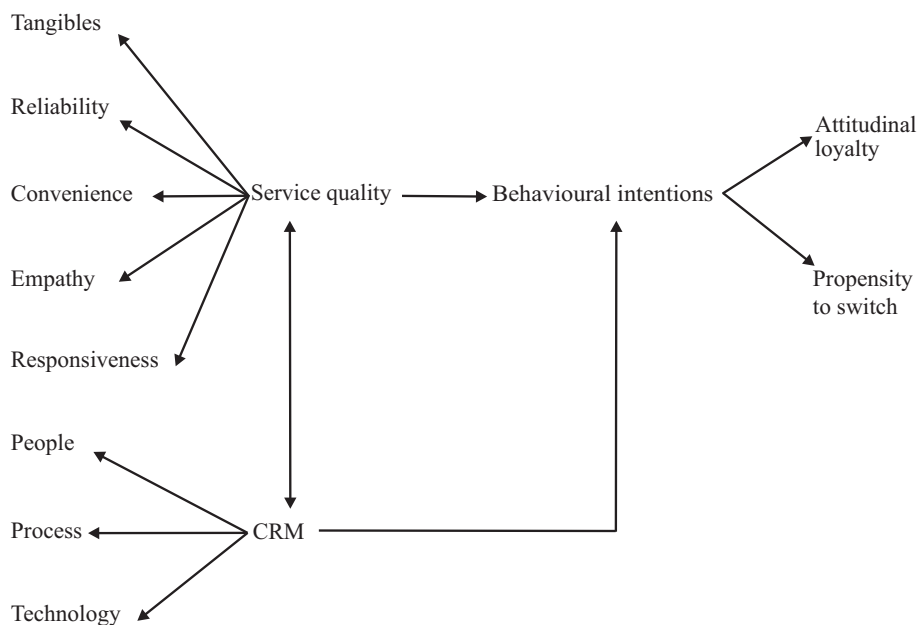 Tangibles
Reliability
Attitudinal
loyalty
Convenience
Service quality
Behavioural intentions
Empathy
Propensity
to switch
Responsiveness
People
Process
CRM
Technology